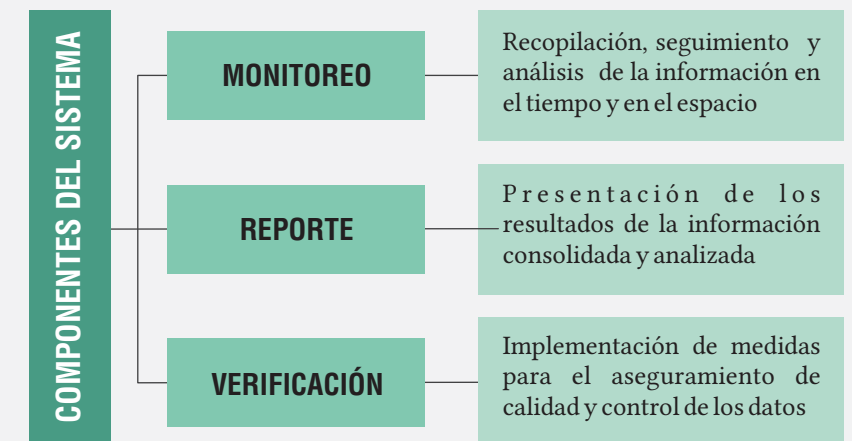 COMPONENTES DEL SISTEMA
MONITOREO
Recopilación, seguimiento y
análisis de la información en
el tiempo y en el espacio
REPORTE
Presentación de los
resultados de la información
consolidada y analizada
VERIFICACIÓN
Implementación de medidas
para el aseguramiento de
calidad y control de los datos